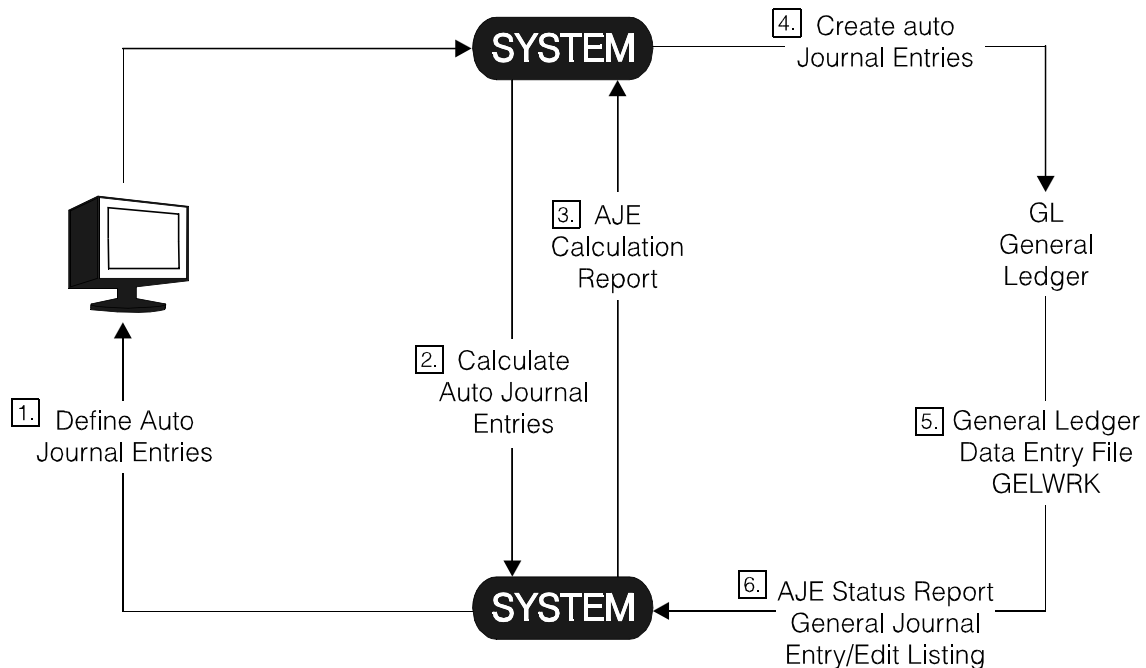 SYSTEM
4. Create auto
Journal Entries
3. AJE
Calculation
Report
GL
General
Ledger
2. Calculate
Auto Journal
Entries
1. Define Auto
Journal Entries
5. General Ledger
Data Entry File
GELWRK
SYSTEM
6. AJE Status Report
General Journal
Entry/Edit Listing